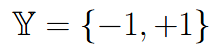 𝕐 = {−1, +1}